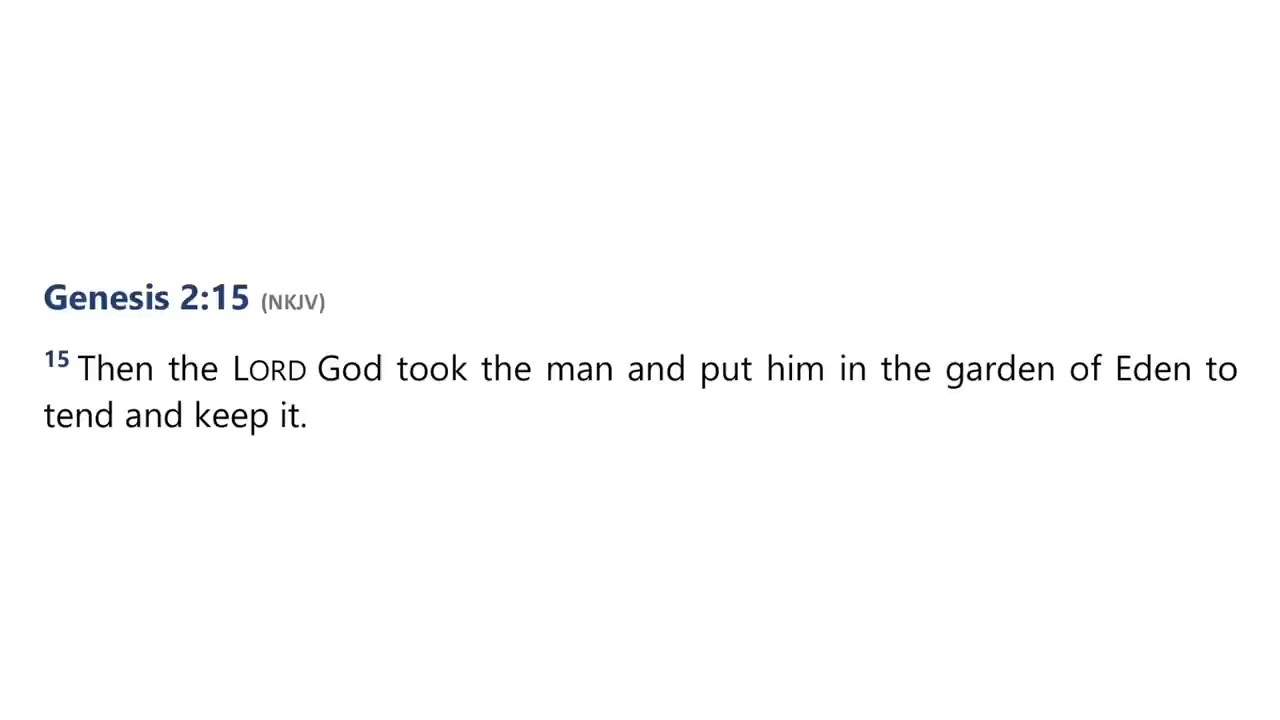 Genesis 2:15 (NKJV)
15 Then the LORD God took the man and put him in the garden of Eden to
tend and keep it.